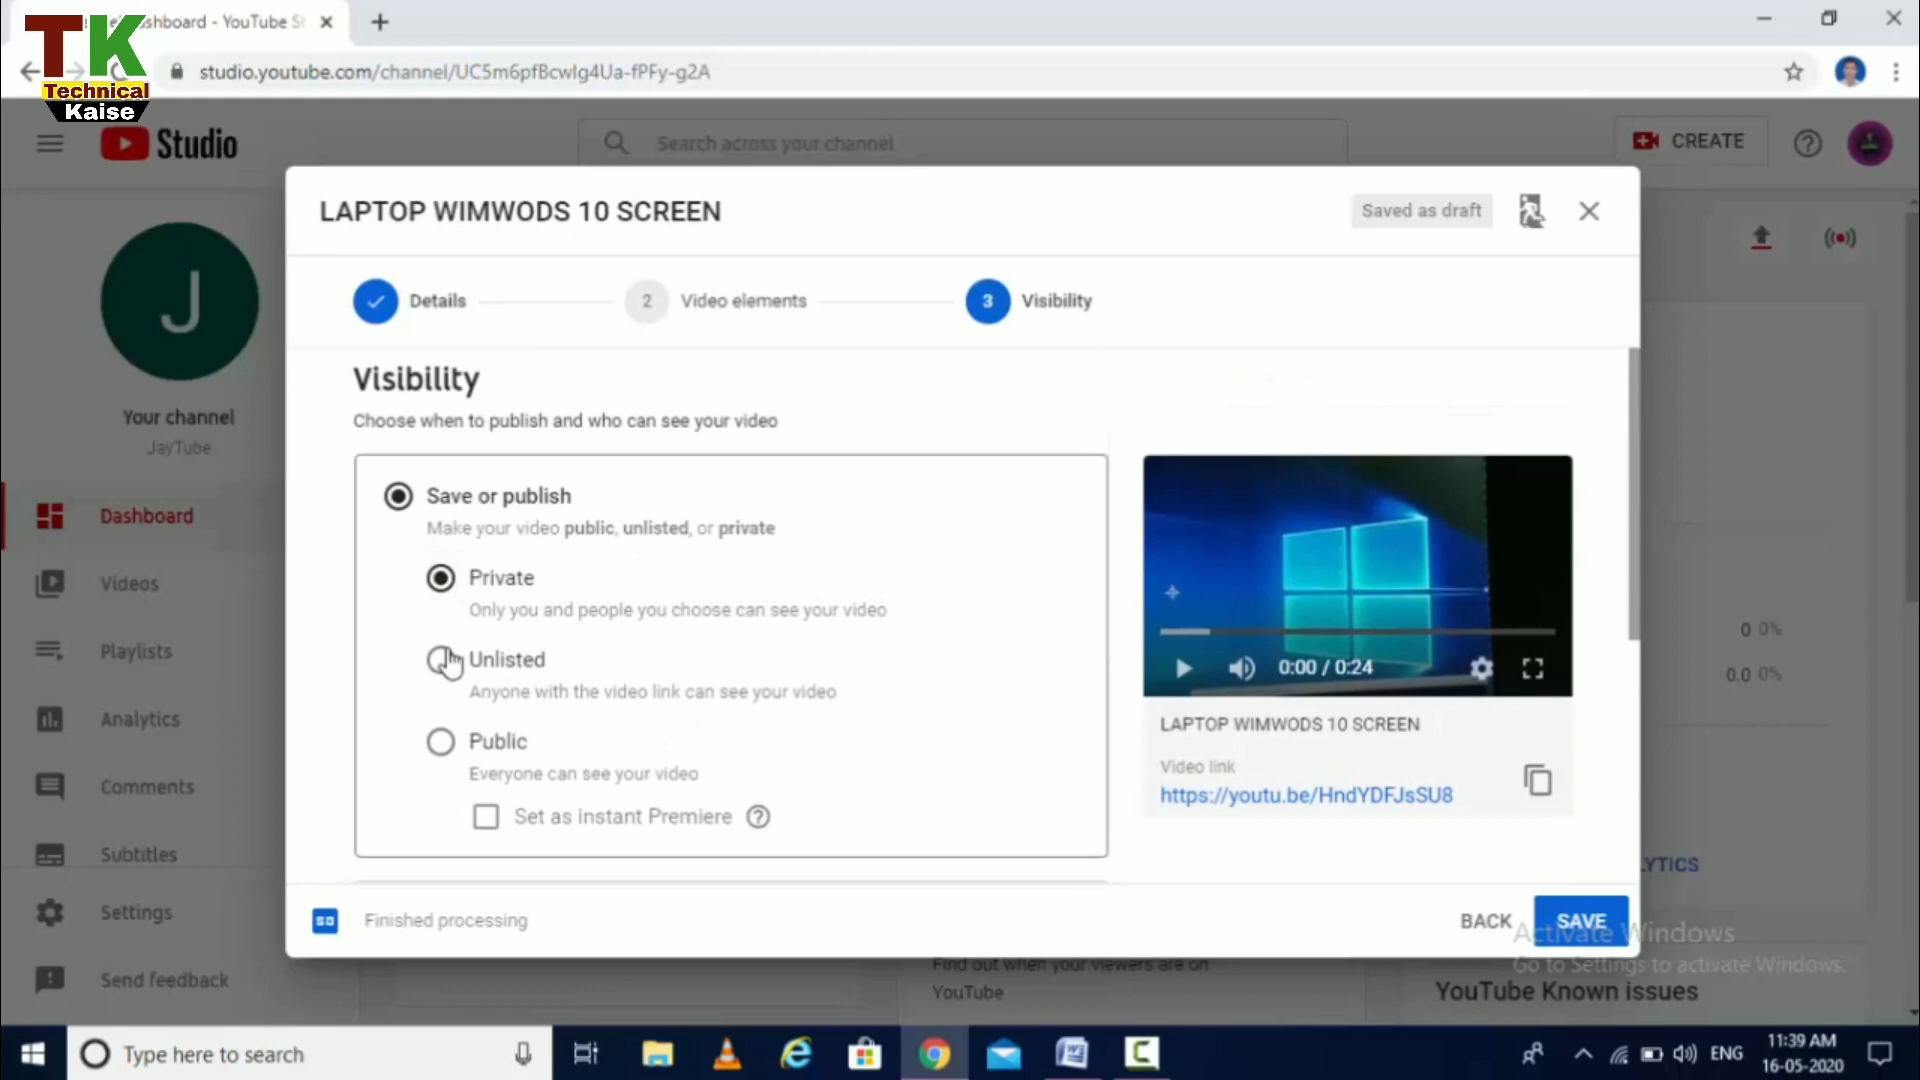 TK
Technical
Kaise
shboard - YouTube S
studio.youtube.com/channel/UC5m6pfBcwlg4Ua-fPFy-g2A
Studio
Search across your channel
CREATE
LAPTOP WIMWODS 10 SCREEN
Saved as draft
Details
2
Video elements
3
Visibility
J
Your channel
JayTube
Dashboard
Videos
Playlists
Analytics
Comments
Subtitles
Settings
Send feedback
Visibility
Choose when to publish and who can see your video
Save or publish
Make your video public, unlisted, or private
Private
Only you and people you choose can see your video
Unlisted
Anyone with the video link can see your video
Public
Everyone can see your video
Set as instant Premiere
0:00 / 0:24
LAPTOP WIMWODS 10 SCREEN
Video link
https://youtu.be/HndYDFJsSU8
0 0%
0.0 0%
LYTICS
SD
Finished processing
BACK
SAVE
Activate Windows
Go to Settings to activate Windows.
Find out when your viewers are on
YouTube
YouTube Known issues
Type here to search
ENG
11:39 AM
16-05-2020